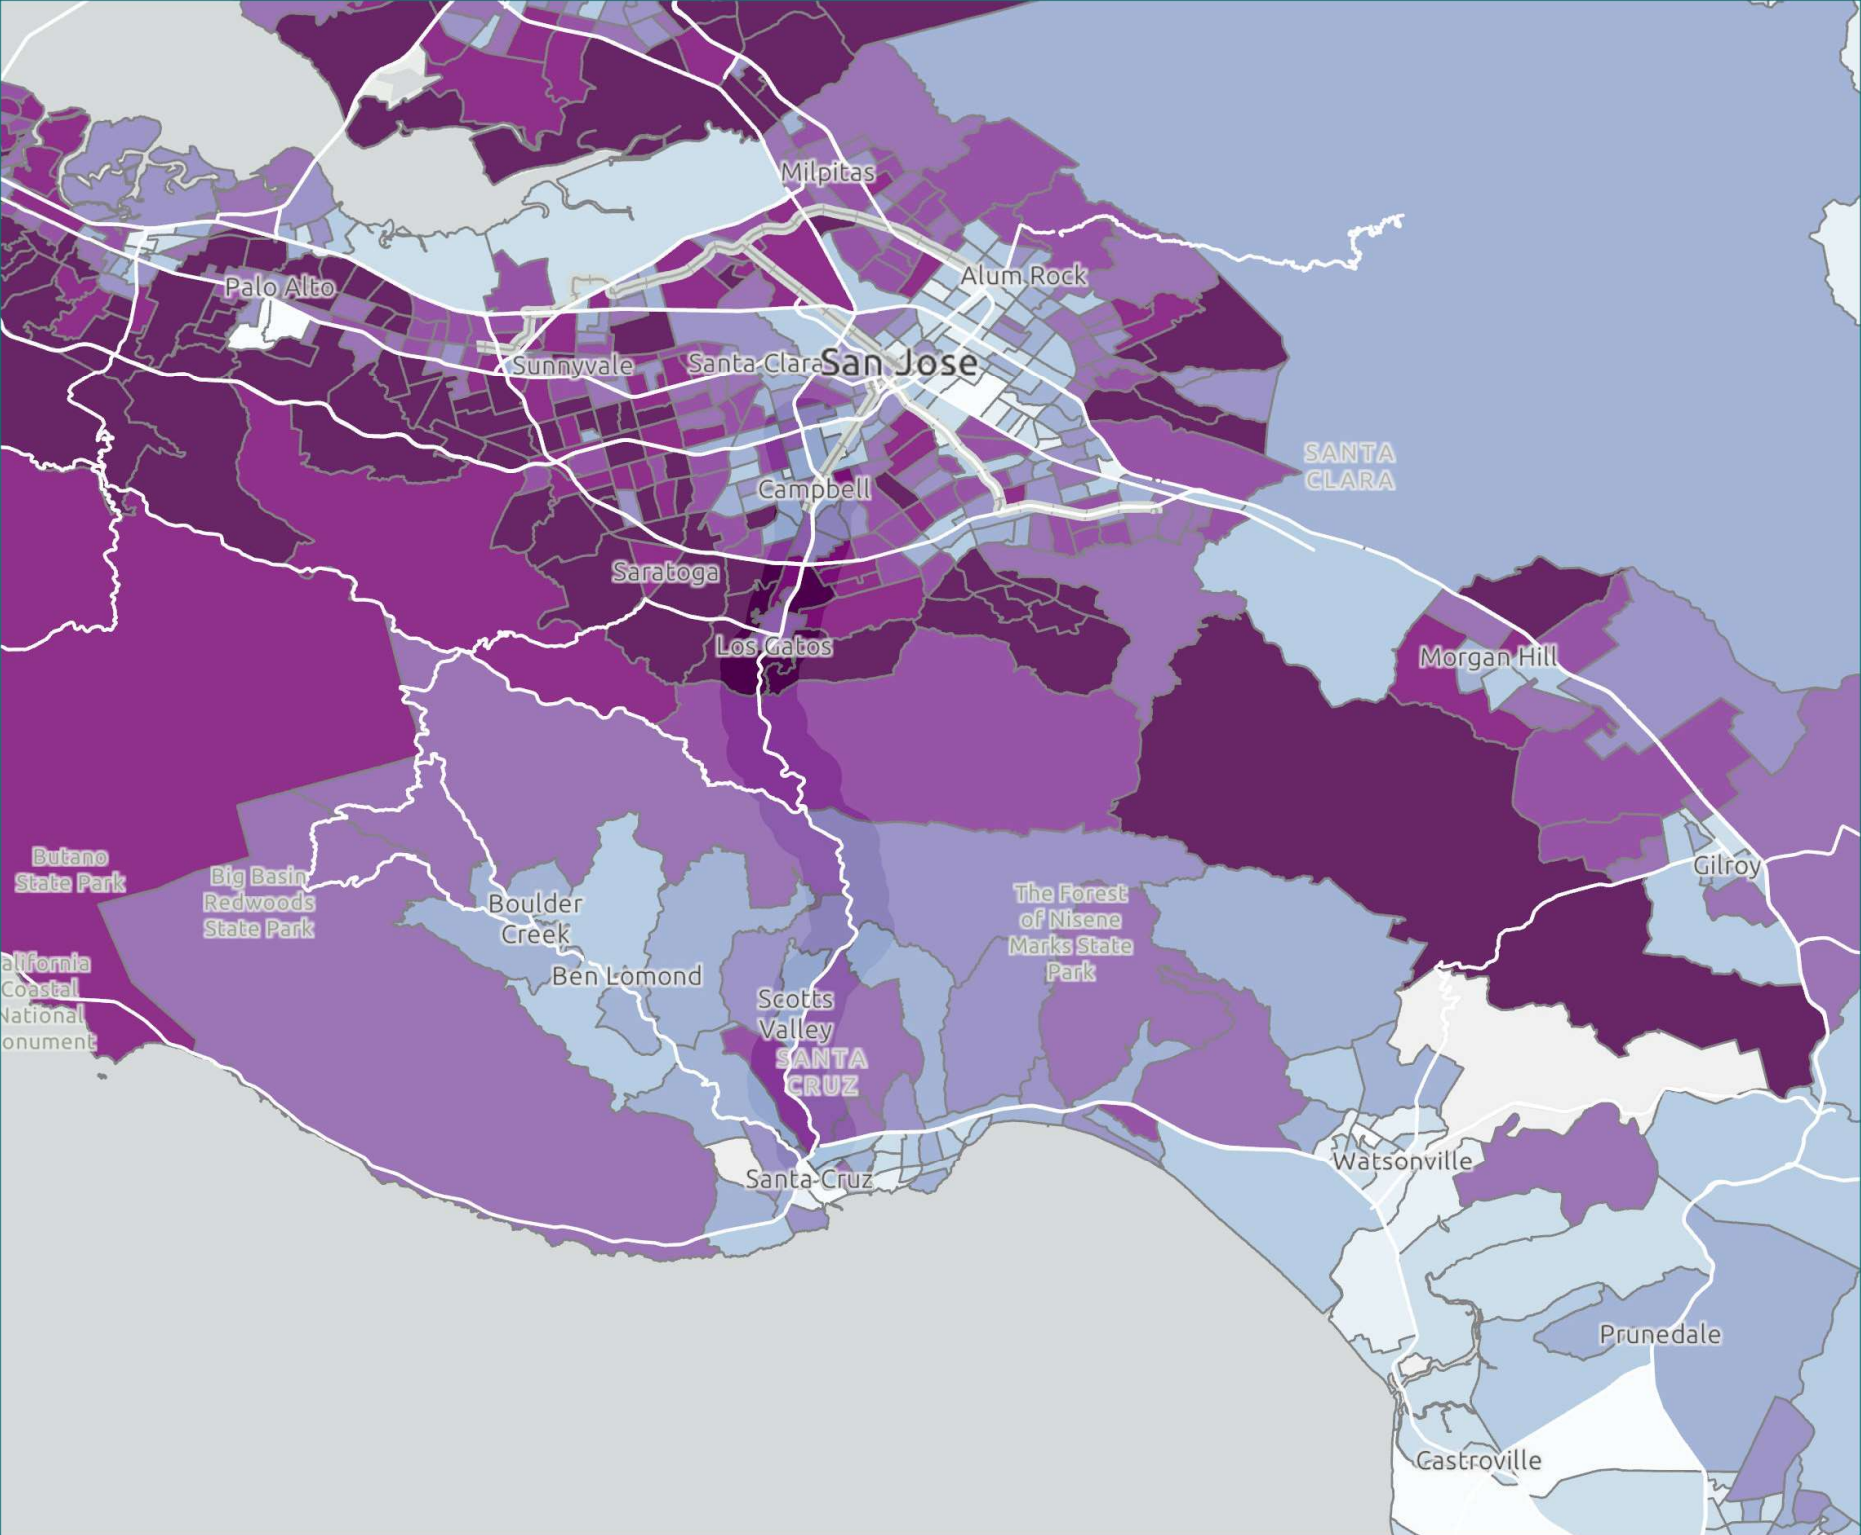 Milpitas
Alum Rock
Palo Alto
Sunnyvale
Santa Clara
San Jose
SANTA
CLARA
Campbell
Saratoga
Los Gatos
Morgan Hill
Butano
State Park
Big Basin
Redwoods
State Park
Gilroy
Boulder
Creek
The Forest
of Nisene
Marks State
Park
alifornia
Coastal
National
onument
Ben Lomond
Scotts
Valley
SANTA
CRUZ
Watsonville
Santa Cruz
Prunedale
Castroville